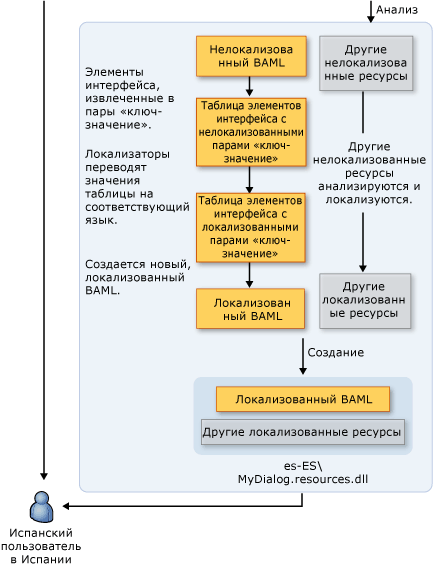 Анализ
Нелокализова
нный BAML
Другие
нелокализова
нные ресурсы
Элементы
интерфейса,
извлеченные в
пары «ключ-
значение».
Таблица элементов
интерфейса с
нелокализованными
парами «ключ-
значение»
Другие
нелокализованные
ресурсы
анализируются и
локализуются.
Локализаторы
переводят
значения
таблицы на
соответствующий
язык.
Таблица элементов
интерфейса с
локализованными
парами «ключ-
значение»
Создается новый,
локализованный
BAML.
Локализован
ный BAML
Другие
локализованн
ые ресурсы
Создание
Локализованный BAML
Другие локализованные ресурсы
es-ES\
MyDialog.resources.dll
Испанский
пользователь
в Испании